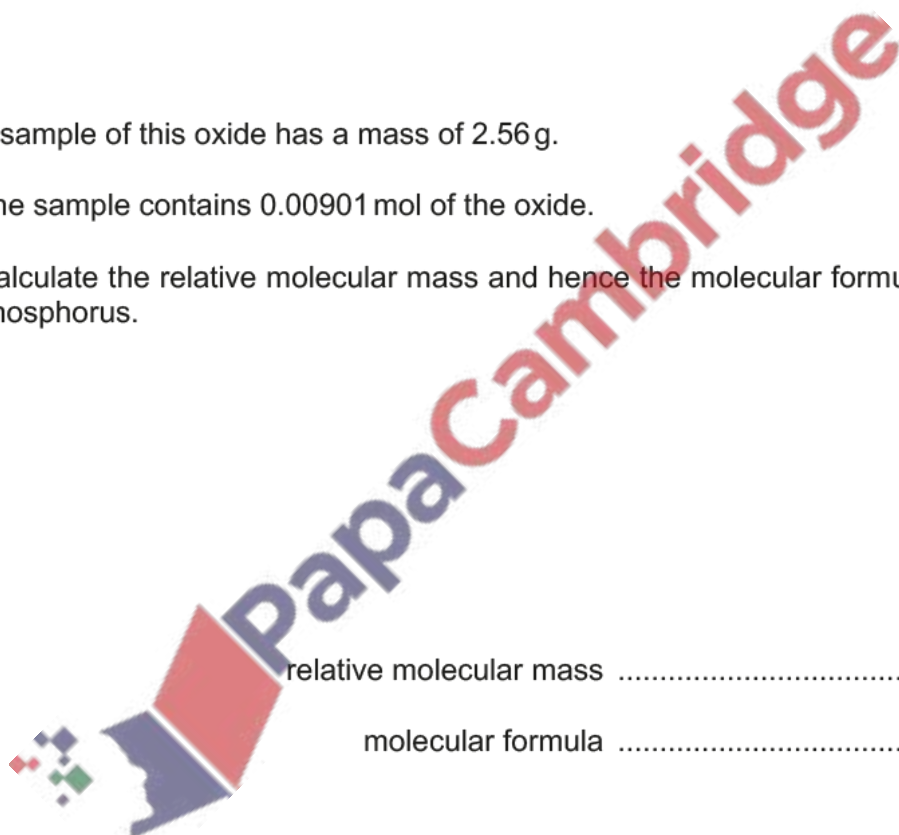 sample of this oxide has a mass of 2.56 g.
ne sample contains 0.00901 mol of the oxide.
alculate the relative molecular mass and hence the molecular formu
hosphorus.
PapaCambridge
relative molecular mass ..................................
molecular formula ..................................